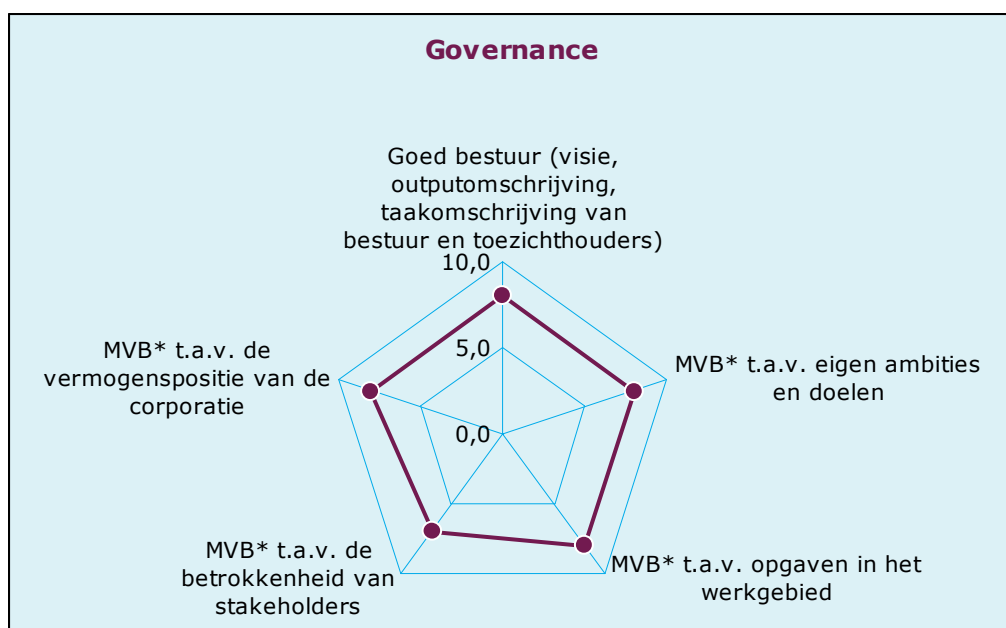 Governance
Goed bestuur (visie,
outputomschrijving,
taakomschrijving van
bestuur en toezichthouders)
10,0
5,0
0,0
MVB* t.a.v. eigen ambities
en doelen
MVB* t.a.v. opgaven in het
werkgebied
MVB* t.a.v. de
betrokkenheid van
stakeholders
MVB* t.a.v. de
vermogenspositie van de
corporatie